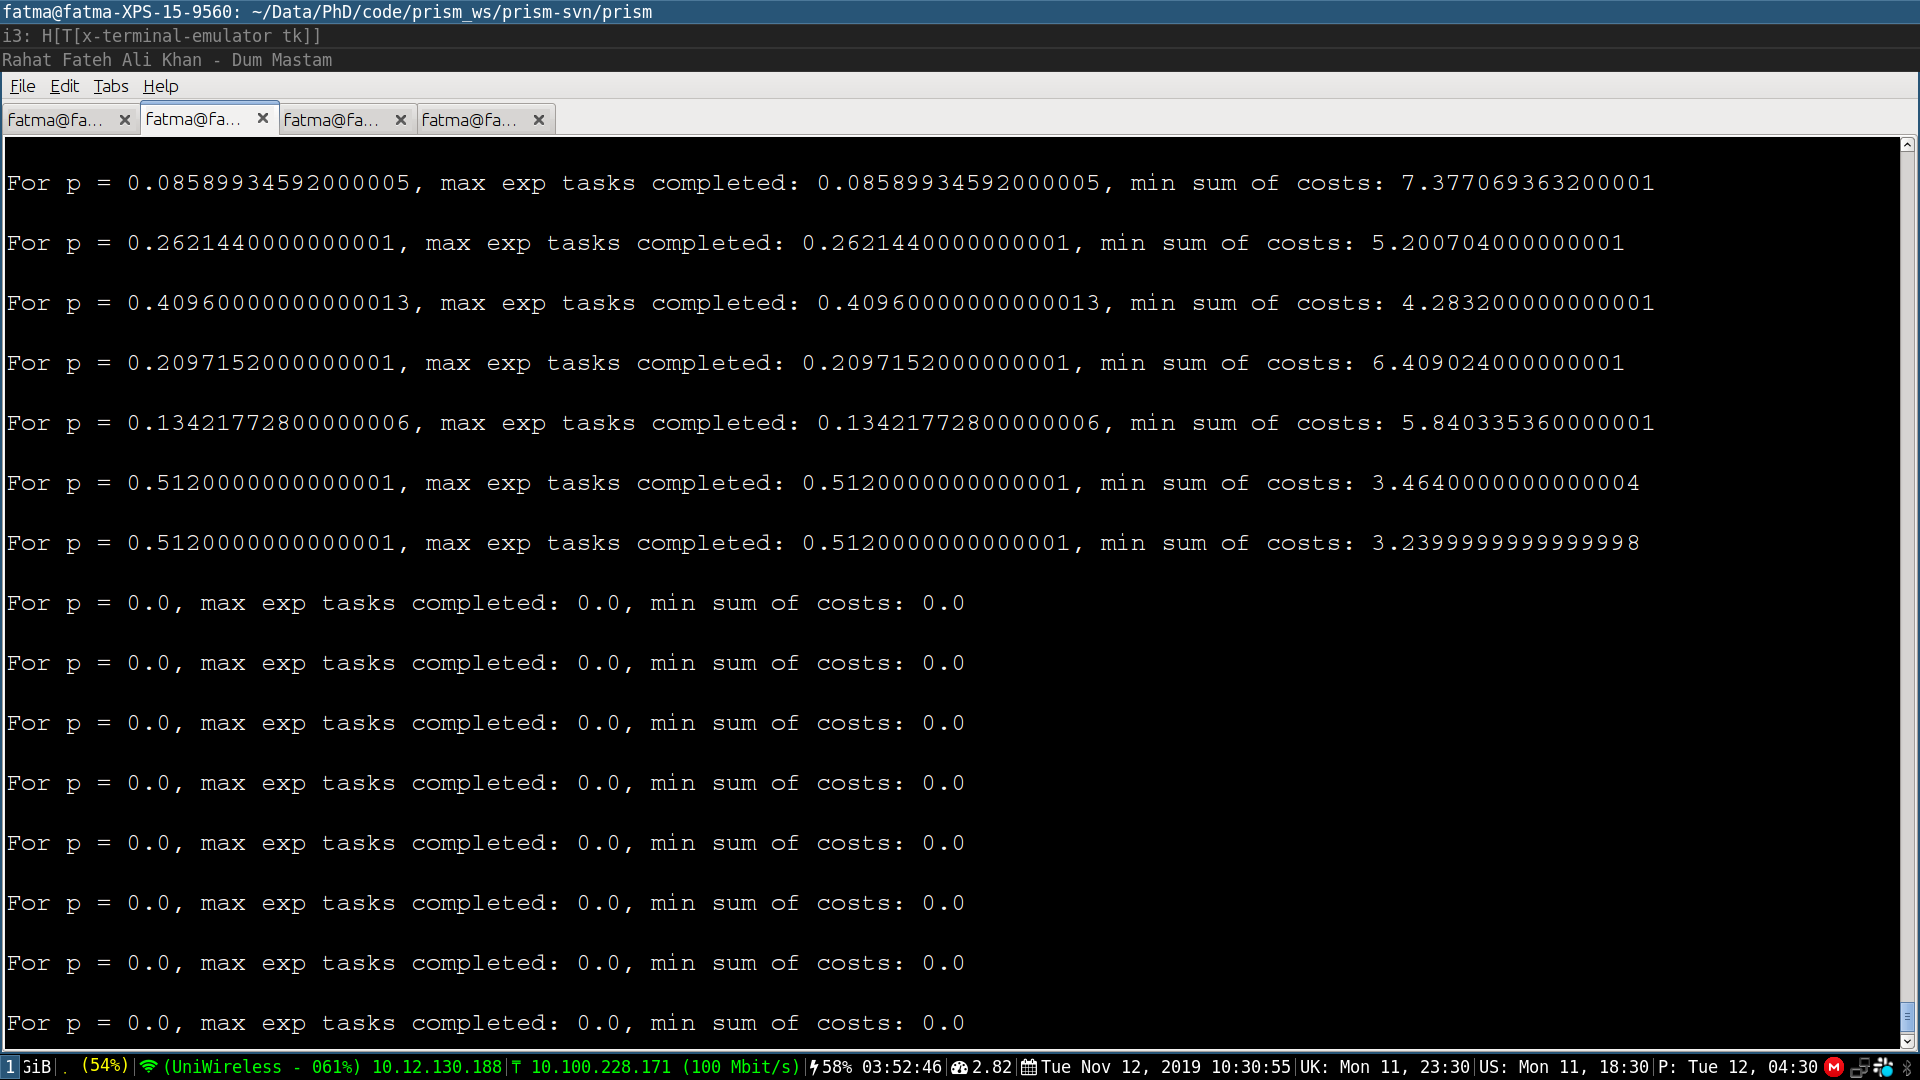 fatma@fatma-XPS-15-9560: ~/Data/PhD/code/prism_ws/prism-svn/prism
i3: H[T[x-terminal-emulator tk]]
Rahat Fateh Ali Khan - Dum Mastam
File Edit Tabs Help
fatma@fa... fatma@fa... fatma@fa... fatma@fa...
For p = 0.08589934592000005, max exp tasks completed: 0.08589934592000005, min sum of costs: 7.377069363200001
For p = 0.2621440000000001, max exp tasks completed: 0.2621440000000001, min sum of costs: 5.200704000000001
For p = 0.40960000000000013, max exp tasks completed: 0.40960000000000013, min sum of costs: 4.283200000000001
For p = 0.2097152000000001, max exp tasks completed: 0.2097152000000001, min sum of costs: 6.409024000000001
For p = 0.13421772800000006, max exp tasks completed: 0.13421772800000006, min sum of costs: 5.840335360000001
For p = 0.5120000000000001, max exp tasks completed: 0.5120000000000001, min sum of costs: 3.4640000000000004
For p = 0.5120000000000001, max exp tasks completed: 0.5120000000000001, min sum of costs: 3.2399999999999998
For p = 0.0, max exp tasks completed: 0.0, min sum of costs: 0.0
For p = 0.0, max exp tasks completed: 0.0, min sum of costs: 0.0
For p = 0.0, max exp tasks completed: 0.0, min sum of costs: 0.0
For p = 0.0, max exp tasks completed: 0.0, min sum of costs: 0.0
For p = 0.0, max exp tasks completed: 0.0, min sum of costs: 0.0
For p = 0.0, max exp tasks completed: 0.0, min sum of costs: 0.0
For p = 0.0, max exp tasks completed: 0.0, min sum of costs: 0.0
For p = 0.0, max exp tasks completed: 0.0, min sum of costs: 0.0
1 GiB . (54%) (UniWireless - 061%) 10.12.130.188 10.100.228.171 (100 Mbit/s) 58% 03:52:46 2.82 Tue Nov 12, 2019 10:30:55 UK: Mon 11, 23:30 US: Mon 11, 18:30 P: Tue 12, 04:30